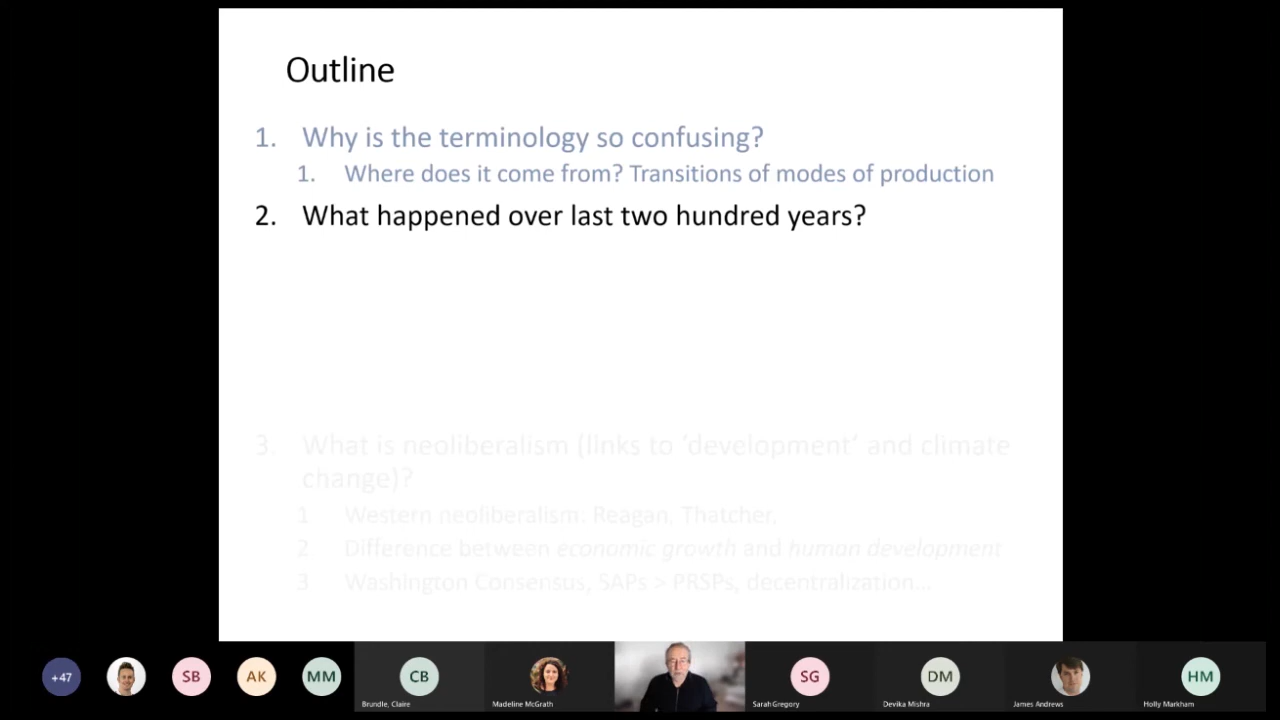 Outline
1. Why is the terminology so confusing?
1. Where does it come from? Transitions of modes of production
2. What happened over last two hundred years?
3. What is neoliberalism (links to ‘development’ and climate
change)?
1 Western neoliberalism: Reagan, Thatcher.
2 Difference between economic growth and human development
3 Washington Consensus, SAPs > PRSPs, decentralization…
+47
SB
AK
MM
CB
SG
DM
HM
Brundle, Claire
Madeline McGrath
Sarah Gregory
Devika Mishra
James Andrews
Holly Markham